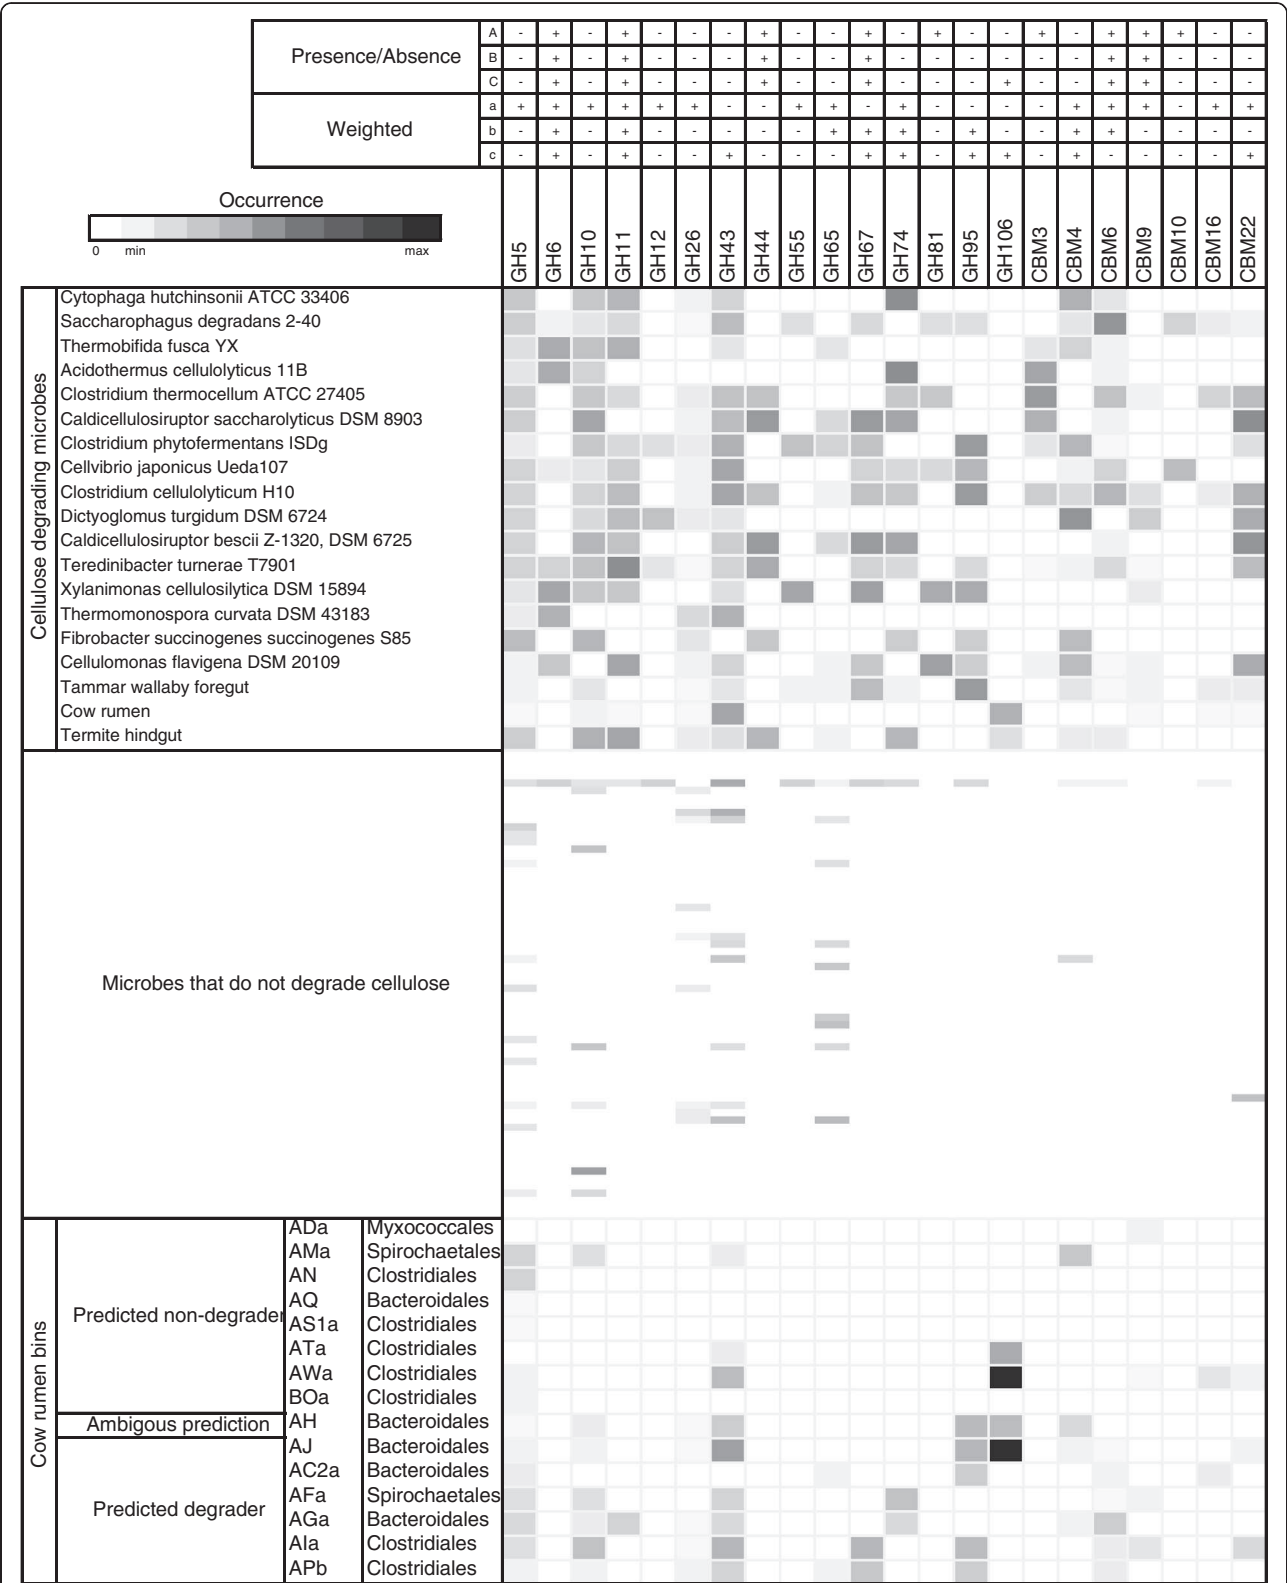 Presence/Absence
A - + - + - - - + - - + - + - - + - + + + - -
B - + - + - - - + - - + - - - - - - + + - - -
C - + - + - - - + - - + - - - + - - + + - - -
Weighted
a + + + + + + - - + + - + - - - - + + + - + +
b - + - + - - - - - + + + - + - - + + - - - -
c - + - + - - + - - - + + - + + - + - - - - +
Occurrence
0 min max
GH5 GH6 GH10 GH11 GH12 GH26 GH43 GH44 GH55 GH65 GH67 GH74 GH81 GH95 GH106 CBM3 CBM4 CBM6 CBM9 CBM10 CBM16 CBM22
Cellulose degrading microbes
Cytophaga hutchinsonii ATCC 33406
Saccharophagus degradans 2-40
Thermobifida fusca YX
Acidothermus cellulolyticus 11B
Clostridium thermocellum ATCC 27405
Caldicellulosiruptor saccharolyticus DSM 8903
Clostridium phytofermentans ISDg
Cellvibrio japonicus Ueda107
Clostridium cellulolyticum H10
Dictyoglomus turgidum DSM 6724
Caldicellulosiruptor bescii Z-1320, DSM 6725
Teredinibacter turnerae T7901
Xylanimonas cellulosilytica DSM 15894
Thermomonospora curvata DSM 43183
Fibrobacter succinogenes succinogenes S85
Cellulomonas flavigena DSM 20109
Tammar wallaby foregut
Cow rumen
Termite hindgut
Microbes that do not degrade cellulose
Cow rumen bins
Predicted non-degrader
ADa Myxococcales
AMa Spirochaetales
AN Clostridiales
AQ Bacteroidales
AS1a Clostridiales
ATa Clostridiales
AWa Clostridiales
BOa Clostridiales
Ambigous prediction
AH Bacteroidales
Predicted degrader
AJ Bacteroidales
AC2a Bacteroidales
AFa Spirochaetales
AGa Bacteroidales
AIa Clostridiales
APb Clostridiales